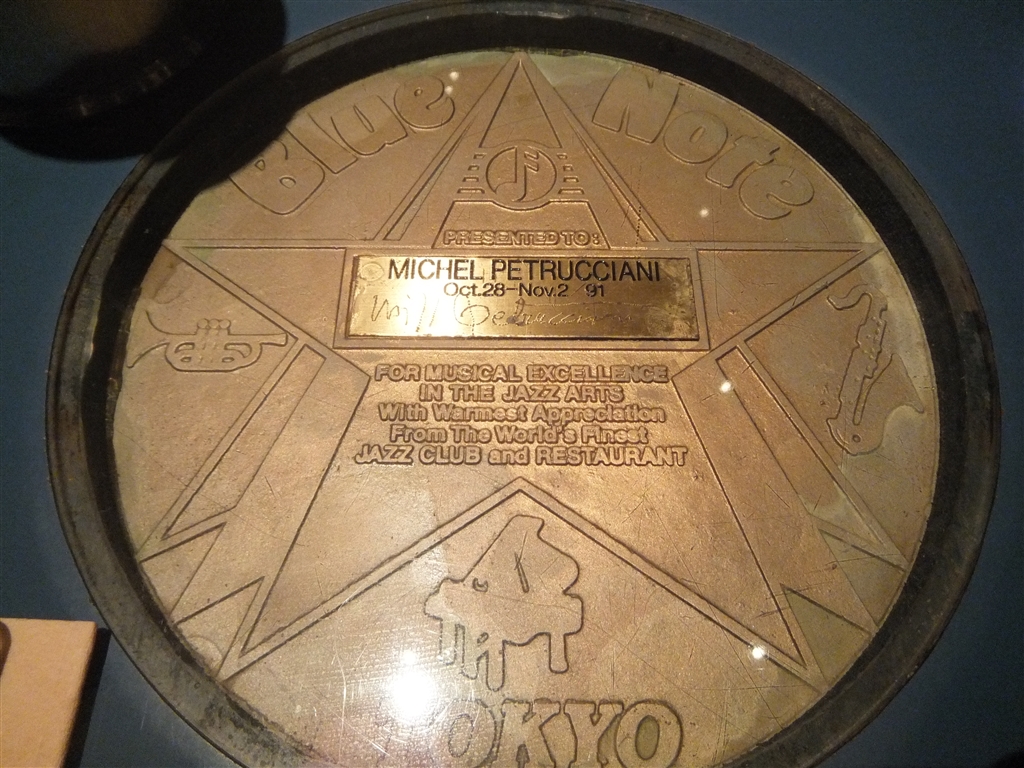 Blue Note
PRESENTED TO:
MICHEL PETRUCCIANI
Oct.28-Nov.2 '91
FOR MUSICAL EXCELLENCE
IN THE JAZZ ARTS
With Warmest Appreciation
From The World's Finest
JAZZ CLUB and RESTAURANT
TOKYO